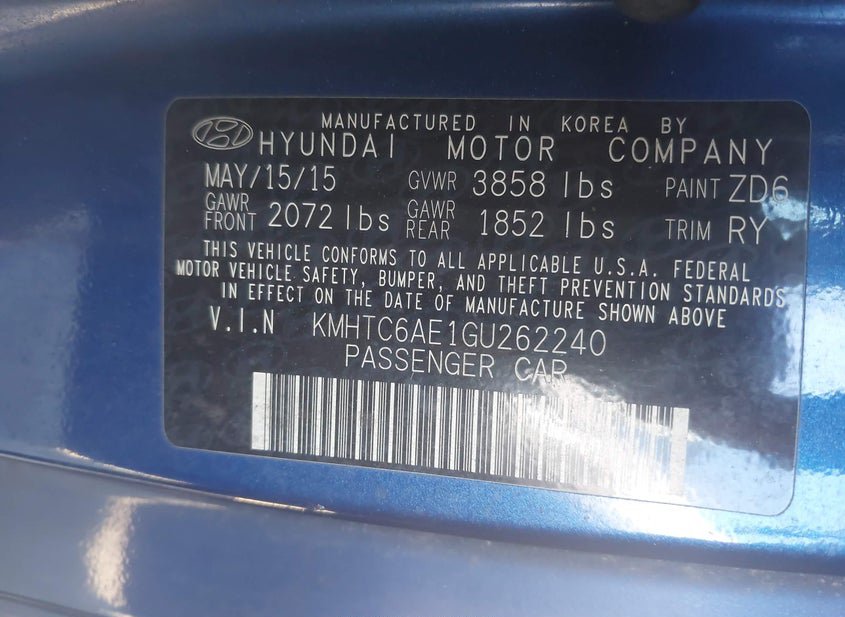 MANUFACTURED IN KOREA BY
HYUNDAI MOTOR COMPANY
MAY/15/15 GVWR 3858 lbs PAINT ZD6
GAWR FRONT 2072 lbs GAWR REAR 1852 lbs TRIM RY
THIS VEHICLE CONFORMS TO ALL APPLICABLE U.S.A. FEDERAL
MOTOR VEHICLE SAFETY, BUMPER, AND THEFT PREVENTION STANDARDS
IN EFFECT ON THE DATE OF MANUFACTURE SHOWN ABOVE
V.I.N KMHTC6AE1GU262240
PASSENGER CAR